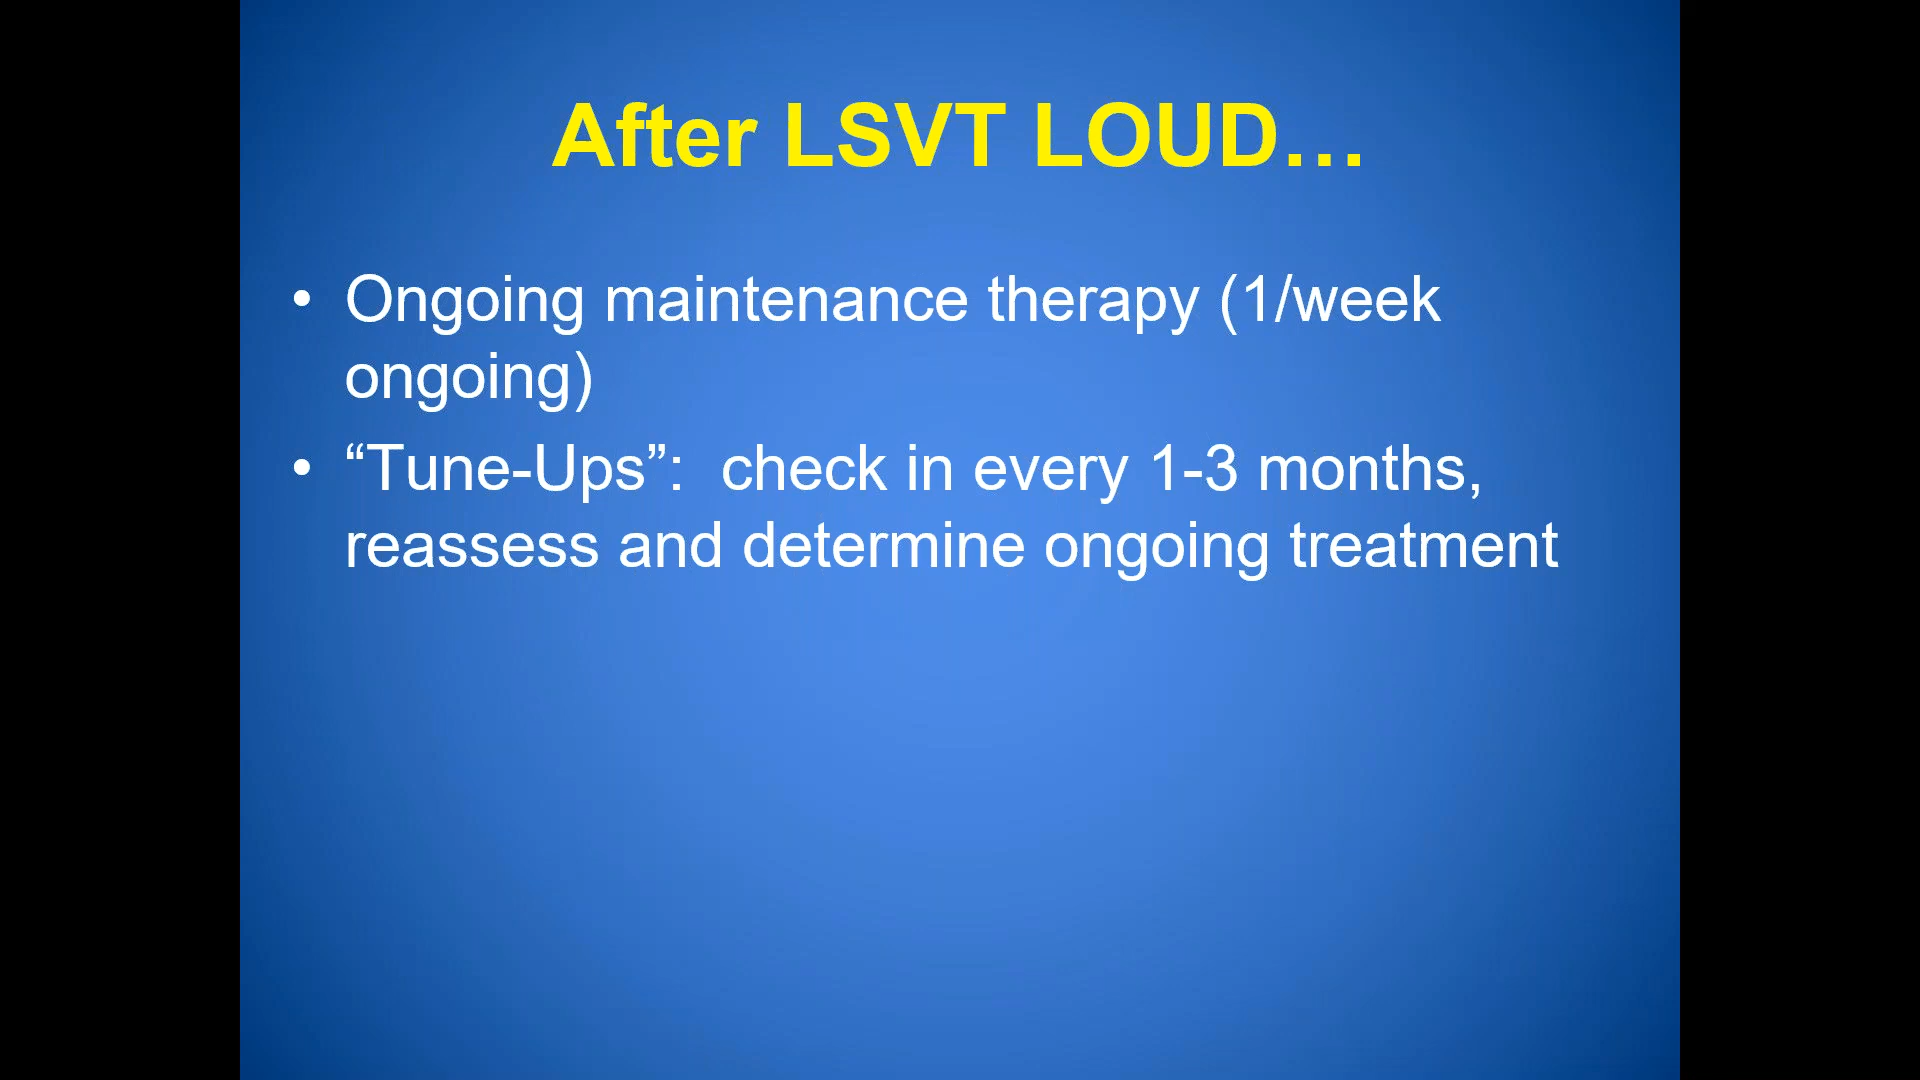 After LSVT LOUD…
• Ongoing maintenance therapy (1/week
ongoing)
• “Tune-Ups”:  check in every 1-3 months,
reassess and determine ongoing treatment